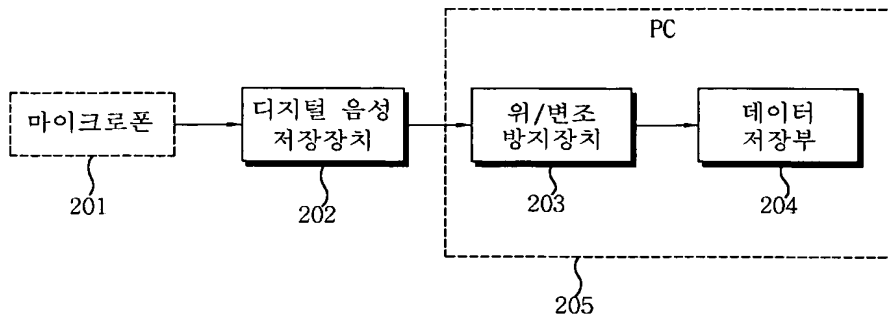 PC
마이크로폰
디지털 음성
저장장치
위/변조
방지장치
데이터
저장부
201
202
203
204
205